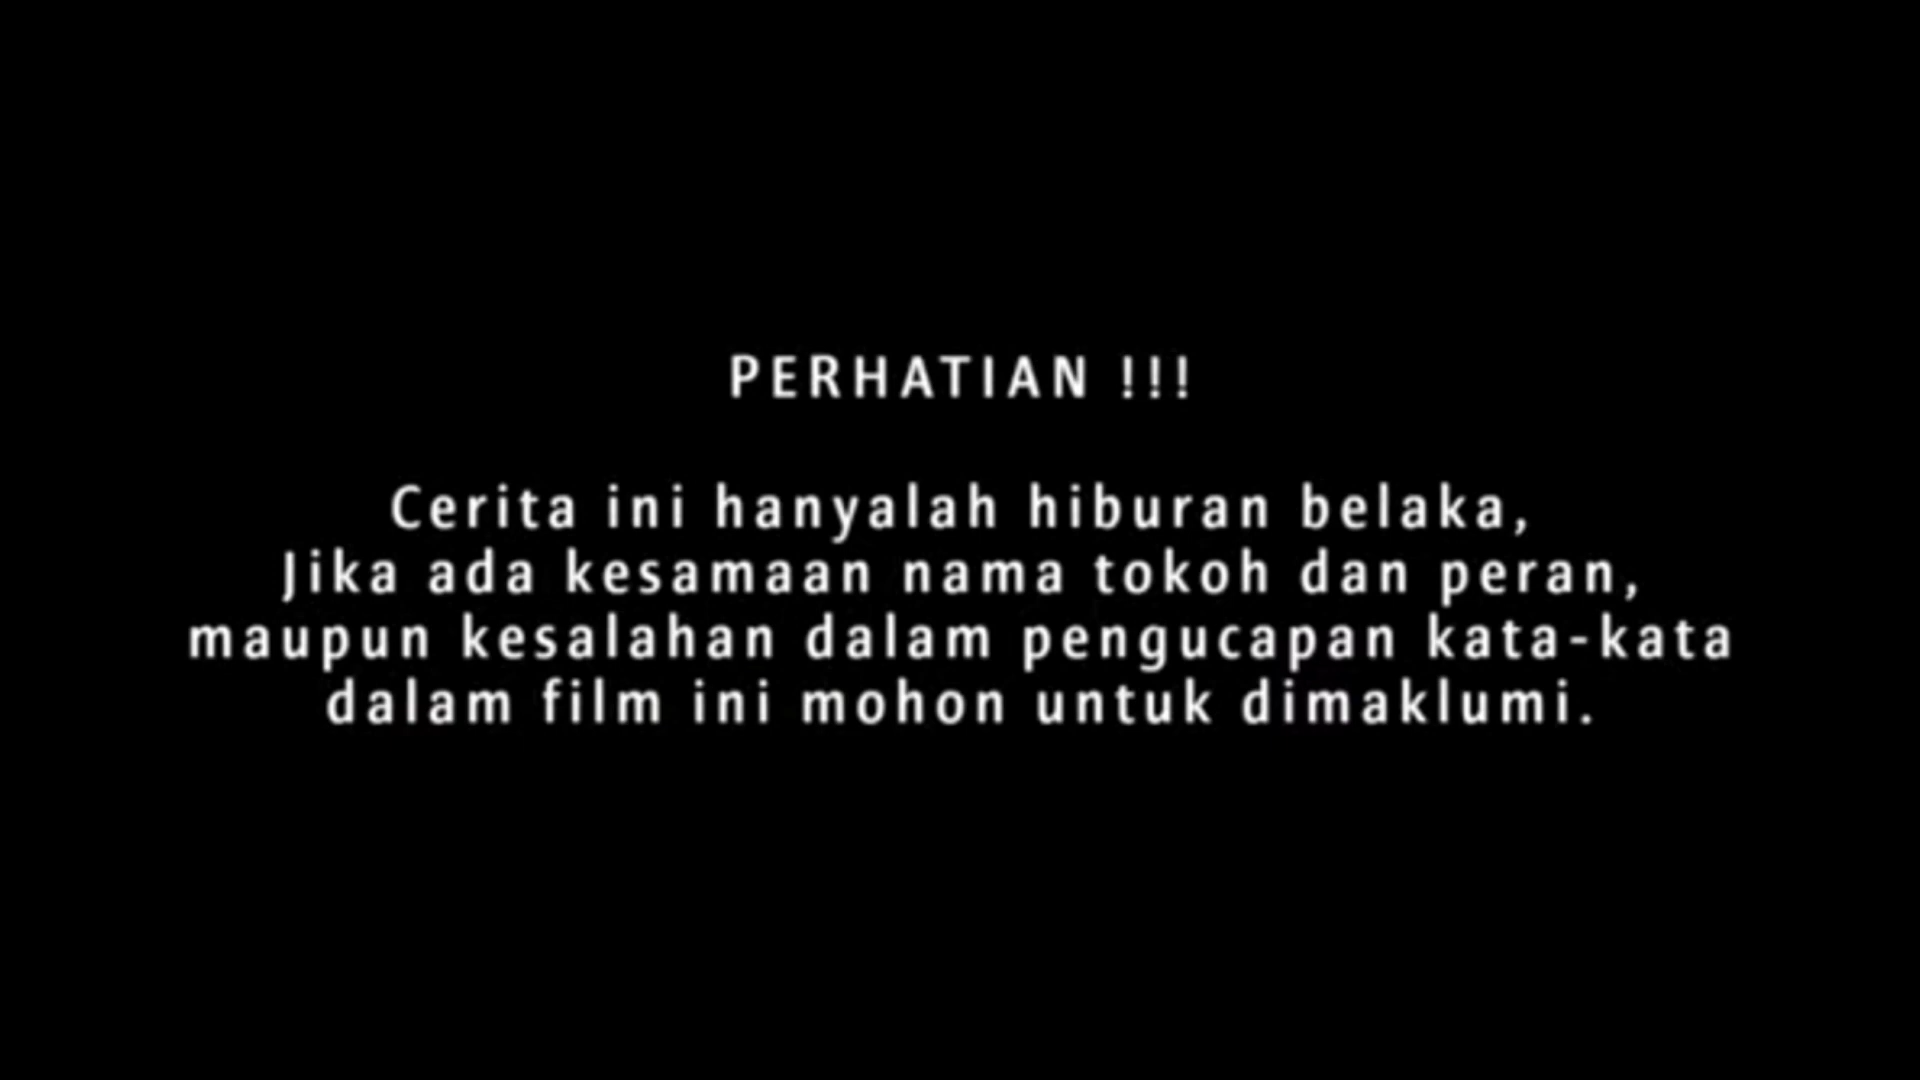 PERHATIAN !!!
Cerita ini hanyalah hiburan belaka,
Jika ada kesamaan nama tokoh dan peran,
maupun kesalahan dalam pengucapan kata-kata
dalam film ini mohon untuk dimaklumi.